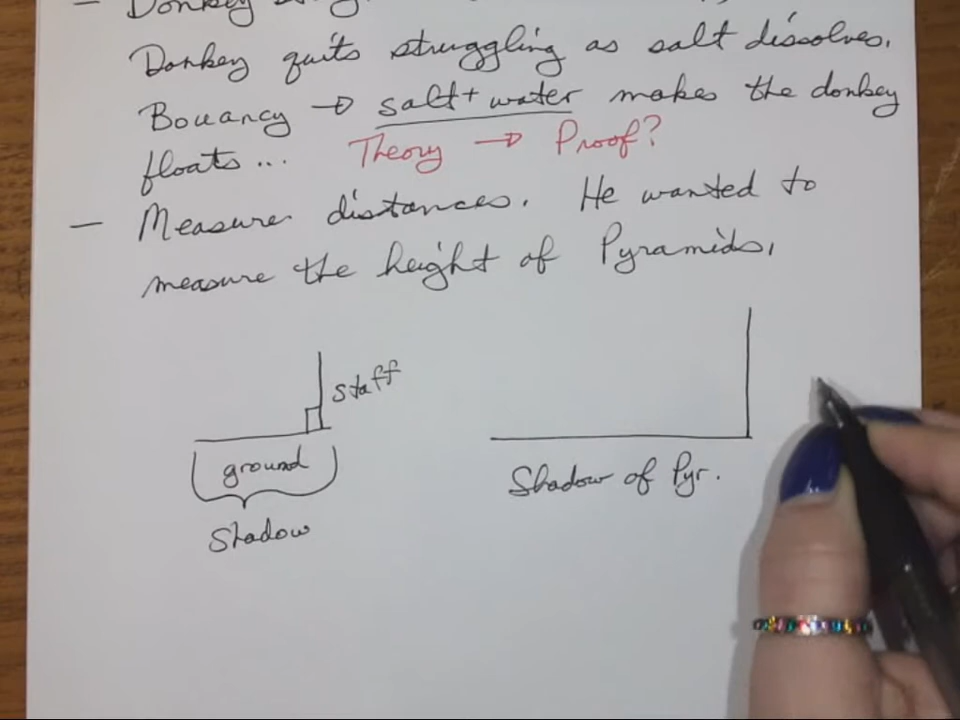 - Donkey
Donkey quits struggling as salt dissolves.
Bouancy → salt + water makes the donkey
floats... Theory → Proof?
- Measure distances. He wanted to
measure the height of Pyramids.
staff
ground
Shadow
Shadow of Pyr.